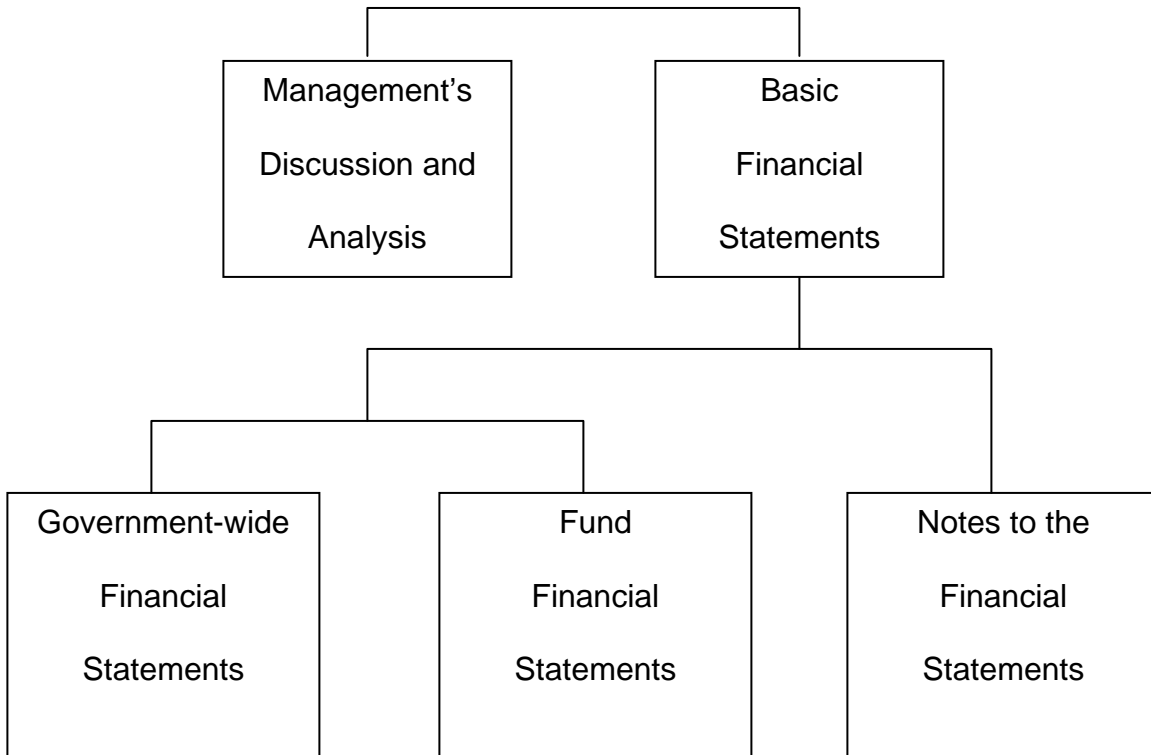 Management’s
Discussion and
Analysis
Basic
Financial
Statements
Government-wide
Financial
Statements
Fund
Financial
Statements
Notes to the
Financial
Statements